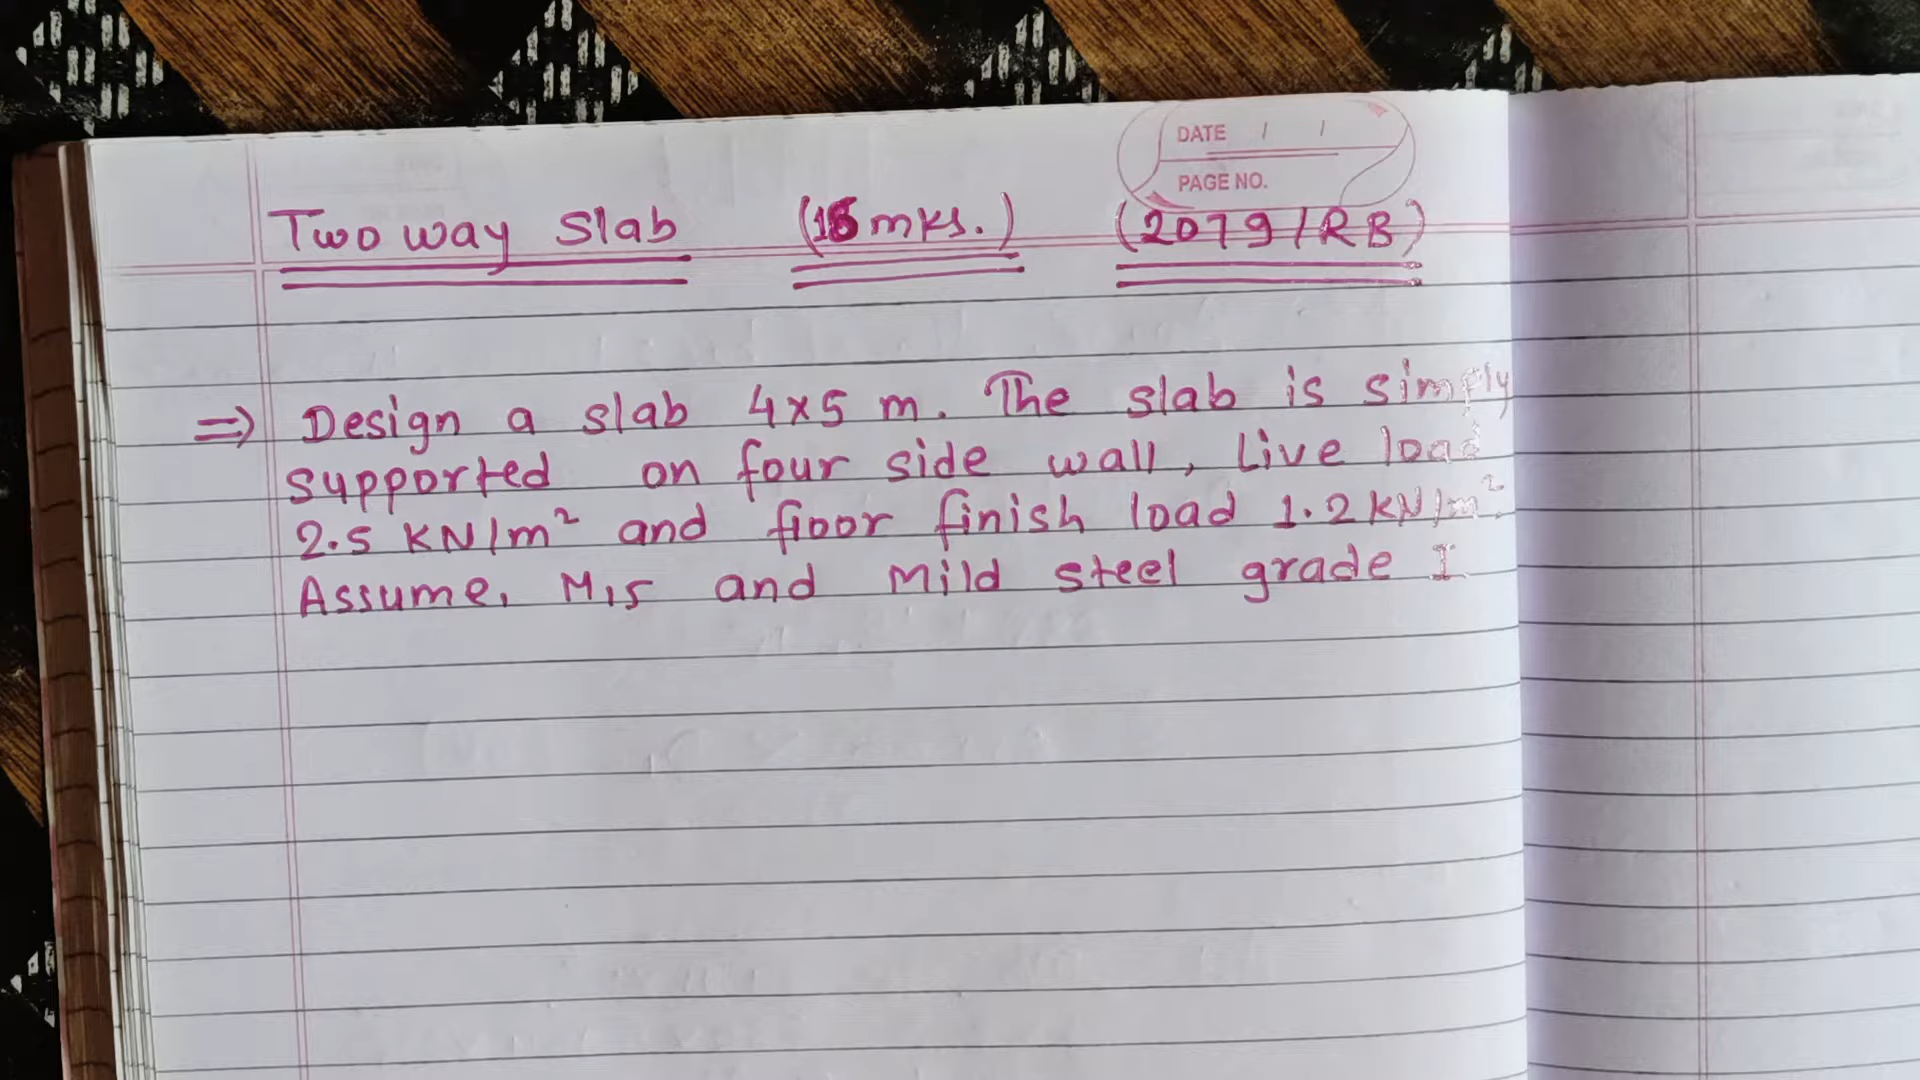 DATE / /
PAGE NO.
Two way Slab (16 mks.) (2079/RB)
=> Design a slab 4x5 m. The slab is simply
supported on four side wall, Live load
2.5 KN/m² and floor finish load 1.2 KN/m².
Assume, M15 and Mild steel grade I